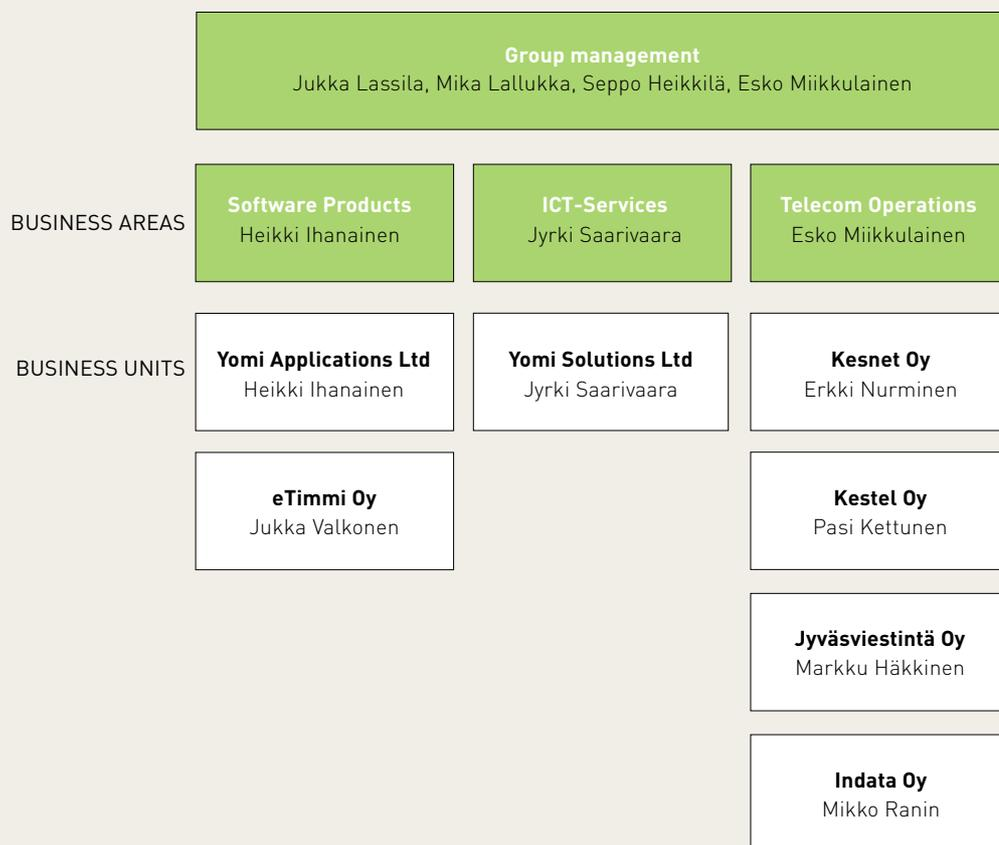 Group management
Jukka Lassila, Mika Lallukka, Seppo Heikkilä, Esko Miikkulainen
BUSINESS AREAS
Software Products
Heikki Ihanainen
ICT-Services
Jyrki Saarivaara
Telecom Operations
Esko Miikkulainen
BUSINESS UNITS
Yomi Applications Ltd
Heikki Ihanainen
Yomi Solutions Ltd
Jyrki Saarivaara
Kesnet Oy
Erkki Nurminen
eTimmi Oy
Jukka Valkonen
Kestel Oy
Pasi Kettunen
Jyväsviestintä Oy
Markku Häkkinen
Indata Oy
Mikko Ranin